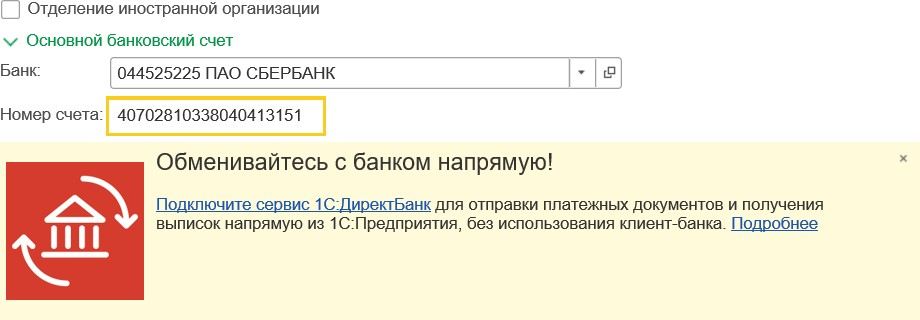 Отделение иностранной организации
Основной банковский счет
Банк: 044525225 ПАО СБЕРБАНК
Номер счета: 40702810338040413151
Обменивайтесь с банком напрямую!
Подключите сервис 1С:ДиректБанк для отправки платежных документов и получения
выписок напрямую из 1С:Предприятия, без использования клиент-банка. Подробнее